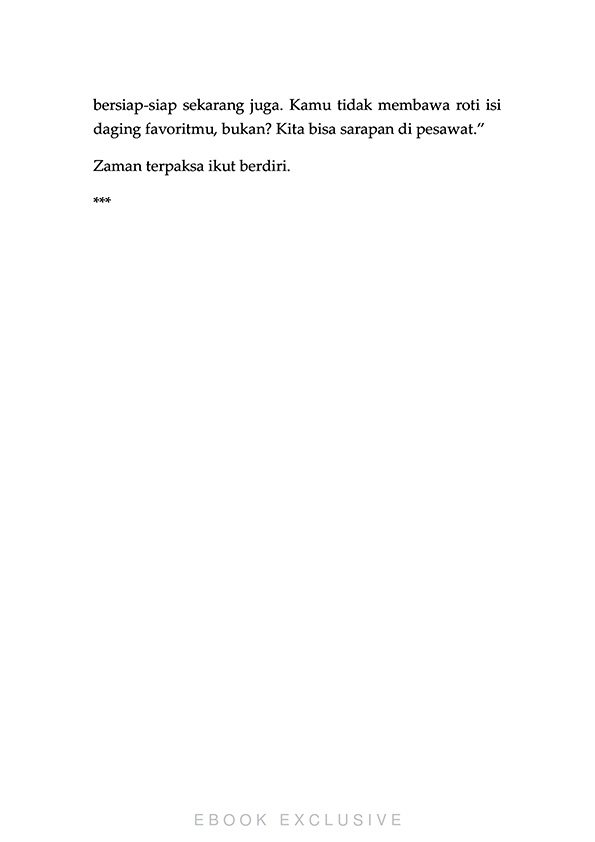 bersiap-siap sekarang juga. Kamu tidak membawa roti isi
daging favoritmu, bukan? Kita bisa sarapan di pesawat.”
Zaman terpaksa ikut berdiri.
***
EBOOK EXCLUSIVE